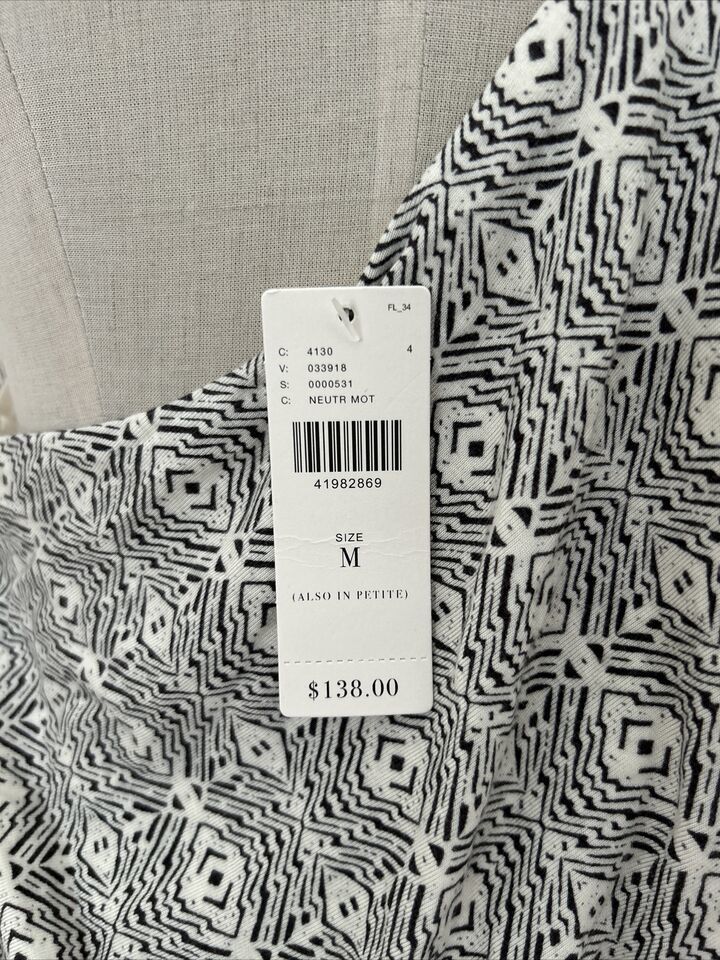 FL_34
C: 4130 4
V: 033918
S: 0000531
C: NEUTR MOT
41982869
SIZE
M
(ALSO IN PETITE)
$138.00